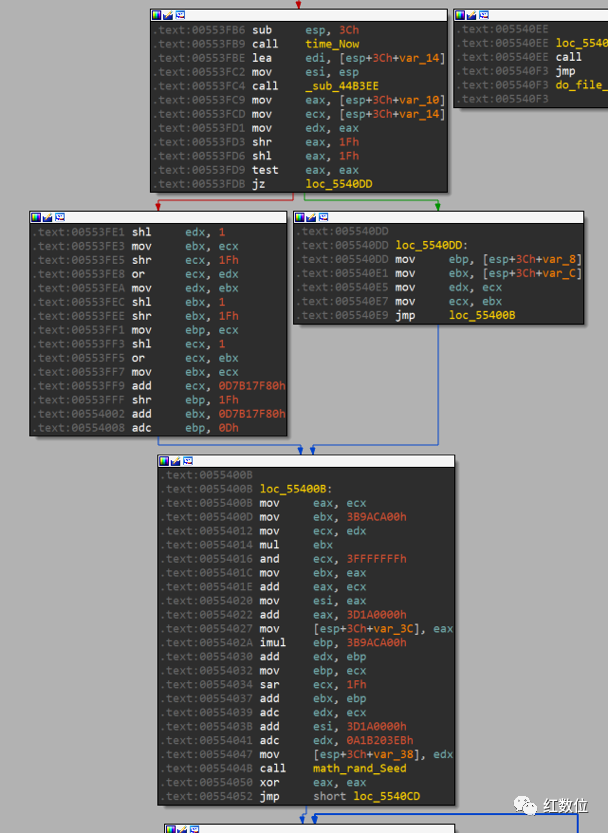 .text:00553FB6 sub esp, 3Ch
.text:00553FB9 call time_Now
.text:00553FBE lea edi, [esp+3Ch+var_14]
.text:00553FC2 mov esi, esp
.text:00553FC4 call _sub_44B3EE
.text:00553FC9 mov eax, [esp+3Ch+var_10]
.text:00553FCD mov ecx, [esp+3Ch+var_14]
.text:00553FD1 mov edx, eax
.text:00553FD3 shr eax, 1Fh
.text:00553FD6 shl eax, 1Fh
.text:00553FD9 test eax, eax
.text:00553FDB jz loc_5540DD
.text:005540EE
.text:005540EE loc_5540
.text:005540EE call
.text:005540F3 jmp
.text:005540F3 do_file_
.text:005540F3
.text:00553FE1 shl edx, 1
.text:00553FE3 mov ebx, ecx
.text:00553FE5 shr ecx, 1Fh
.text:00553FE8 or ecx, edx
.text:00553FEA mov edx, ebx
.text:00553FEC shl ebx, 1
.text:00553FEE shr ebx, 1Fh
.text:00553FF1 mov ebp, ecx
.text:00553FF3 shl ecx, 1
.text:00553FF5 or ecx, ebx
.text:00553FF7 mov ebx, ecx
.text:00553FF9 add ecx, 0D7B17F80h
.text:00553FFF shr ebp, 1Fh
.text:00554002 add ebx, 0D7B17F80h
.text:00554008 adc ebp, 0Dh
.text:005540DD
.text:005540DD loc_5540DD:
.text:005540DD mov ebp, [esp+3Ch+var_8]
.text:005540E1 mov ebx, [esp+3Ch+var_C]
.text:005540E5 mov edx, ecx
.text:005540E7 mov ecx, ebx
.text:005540E9 jmp loc_55400B
.text:0055400B
.text:0055400B loc_55400B:
.text:0055400B mov eax, ecx
.text:0055400D mov ebx, 3B9ACA00h
.text:00554012 mov ecx, edx
.text:00554014 mul ebx
.text:00554016 and ecx, 3FFFFFFFh
.text:0055401C mov ebx, eax
.text:0055401E add eax, ecx
.text:00554020 mov esi, eax
.text:00554022 add eax, 3D1A0000h
.text:00554027 mov [esp+3Ch+var_3C], eax
.text:0055402A imul ebp, 3B9ACA00h
.text:00554030 add edx, ebp
.text:00554032 mov ebp, ecx
.text:00554034 sar ecx, 1Fh
.text:00554037 add ebx, ebp
.text:00554039 adc edx, ecx
.text:0055403B add esi, 3D1A0000h
.text:00554041 adc edx, 0A1B203EBh
.text:00554047 mov [esp+3Ch+var_38], edx
.text:0055404B call math_rand_Seed
.text:00554050 xor eax, eax
.text:00554052 jmp short loc_5540CD
红数位